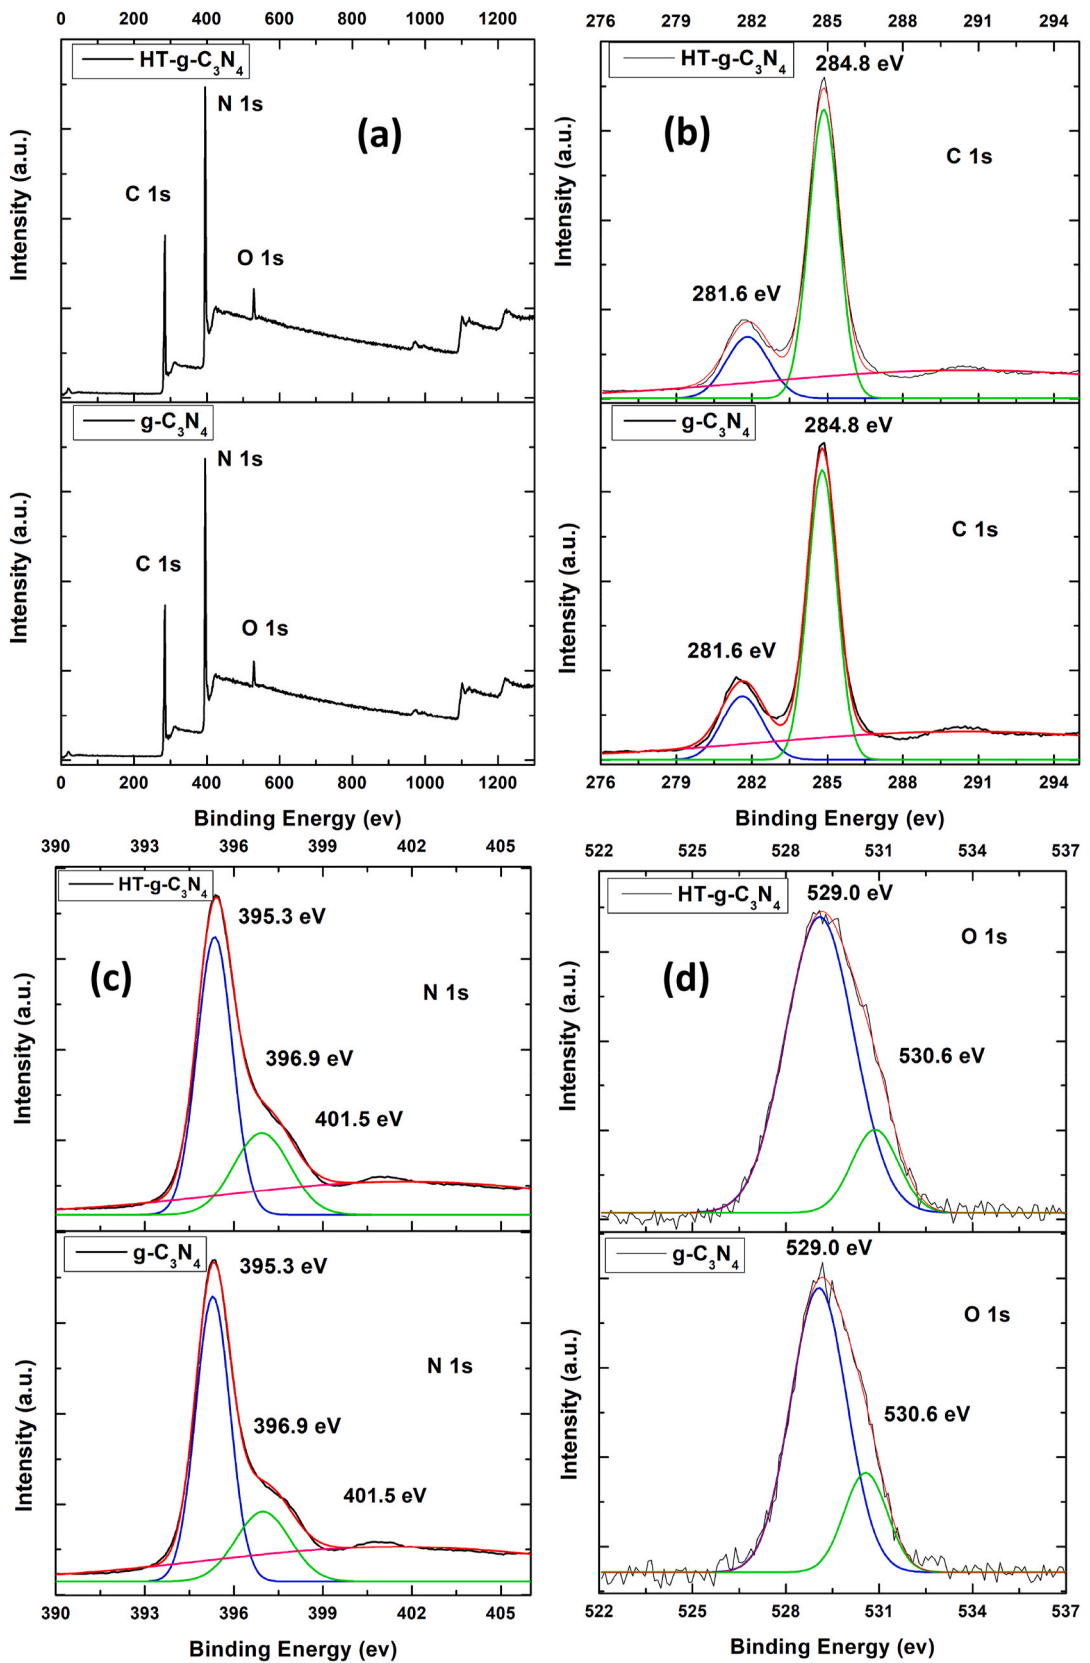 0 200 400 600 800 1000 1200
HT-g-C₃N₄
N 1s
(a)
C 1s
O 1s
Intensity (a.u.)
g-C₃N₄
N 1s
C 1s
O 1s
Intensity (a.u.)
0 200 400 600 800 1000 1200
Binding Energy (ev)
276 279 282 285 288 291 294
HT-g-C₃N₄
284.8 eV
(b)
C 1s
281.6 eV
Intensity (a.u.)
g-C₃N₄
284.8 eV
C 1s
281.6 eV
Intensity (a.u.)
276 279 282 285 288 291 294
Binding Energy (ev)
390 393 396 399 402 405
HT-g-C₃N₄
395.3 eV
(c)
N 1s
396.9 eV
401.5 eV
Intensity (a.u.)
g-C₃N₄
395.3 eV
N 1s
396.9 eV
401.5 eV
Intensity (a.u.)
390 393 396 399 402 405
Binding Energy (ev)
522 525 528 531 534 537
HT-g-C₃N₄
529.0 eV
O 1s
(d)
530.6 eV
Intensity (a.u.)
g-C₃N₄
529.0 eV
O 1s
530.6 eV
Intensity (a.u.)
522 525 528 531 534 537
Binding Energy (ev)